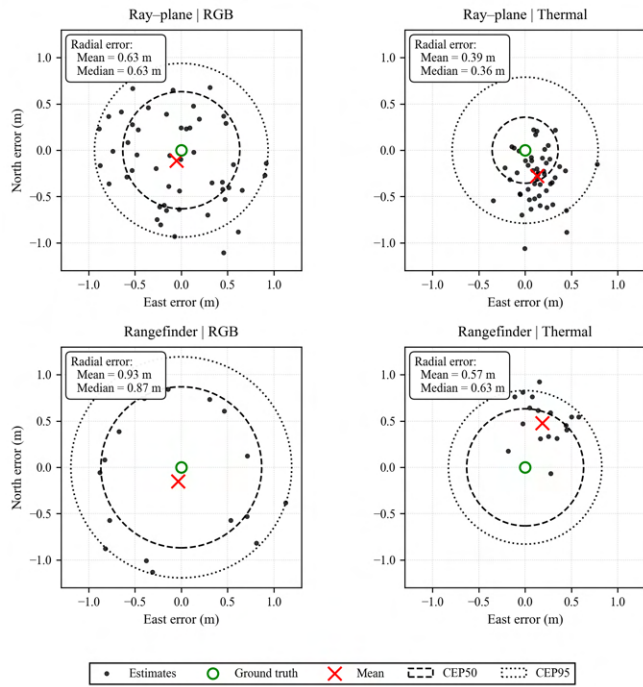 Ray–plane | RGB
Ray–plane | Thermal
Radial error:
Mean = 0.63 m
Median = 0.63 m
Radial error:
Mean = 0.39 m
Median = 0.36 m
North error (m)
1.0
0.5
0.0
−0.5
−1.0
1.0
0.5
0.0
−0.5
−1.0
−1.0 −0.5 0.0 0.5 1.0
−1.0 −0.5 0.0 0.5 1.0
East error (m)
East error (m)
Rangefinder | RGB
Rangefinder | Thermal
Radial error:
Mean = 0.93 m
Median = 0.87 m
Radial error:
Mean = 0.57 m
Median = 0.63 m
North error (m)
1.0
0.5
0.0
−0.5
−1.0
1.0
0.5
0.0
−0.5
−1.0
−1.0 −0.5 0.0 0.5 1.0
−1.0 −0.5 0.0 0.5 1.0
East error (m)
East error (m)
Estimates Ground truth Mean CEP50 CEP95